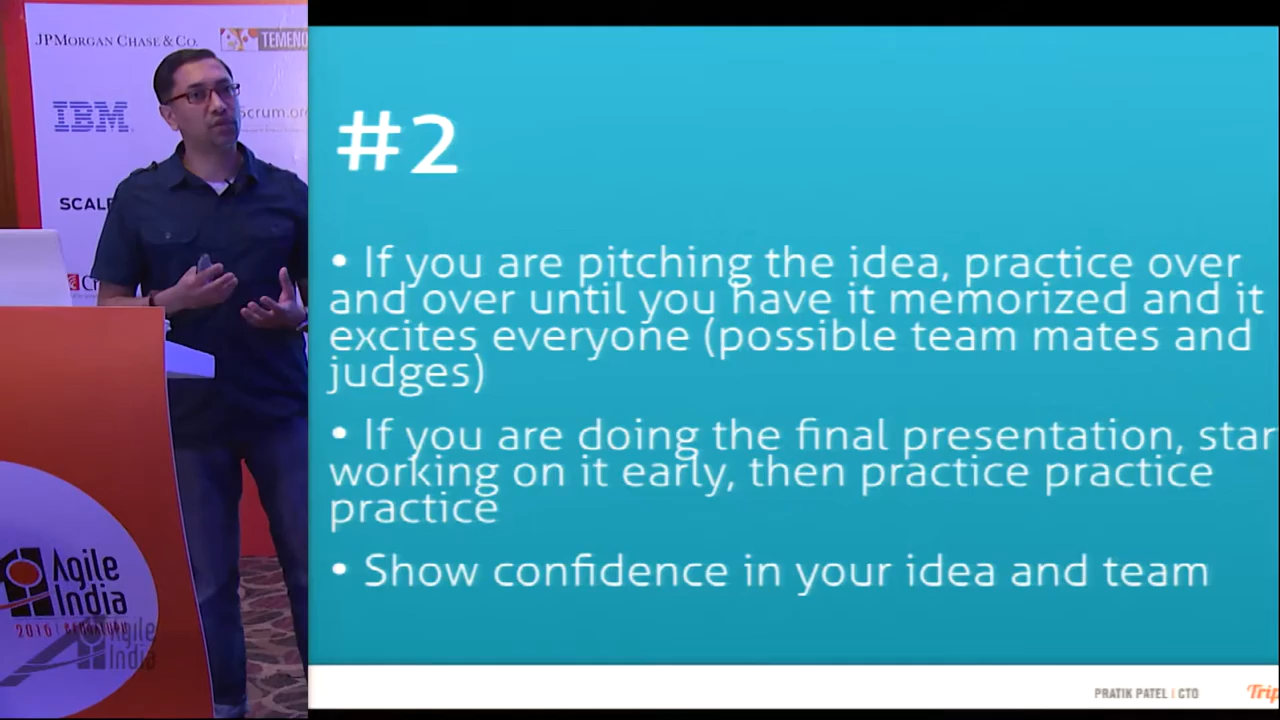 JPMORGAN CHASE & CO.
TEMENO
IBM
Scrum.or
SCALE
Agile
India
2016 | BENGALURU
Agile
India
#2
• If you are pitching the idea, practice over
and over until you have it memorized and it
excites everyone (possible team mates and
judges)
• If you are doing the final presentation, star
working on it early, then practice practice
practice
• Show confidence in your idea and team
PRATIK PATEL | CTO
Trip